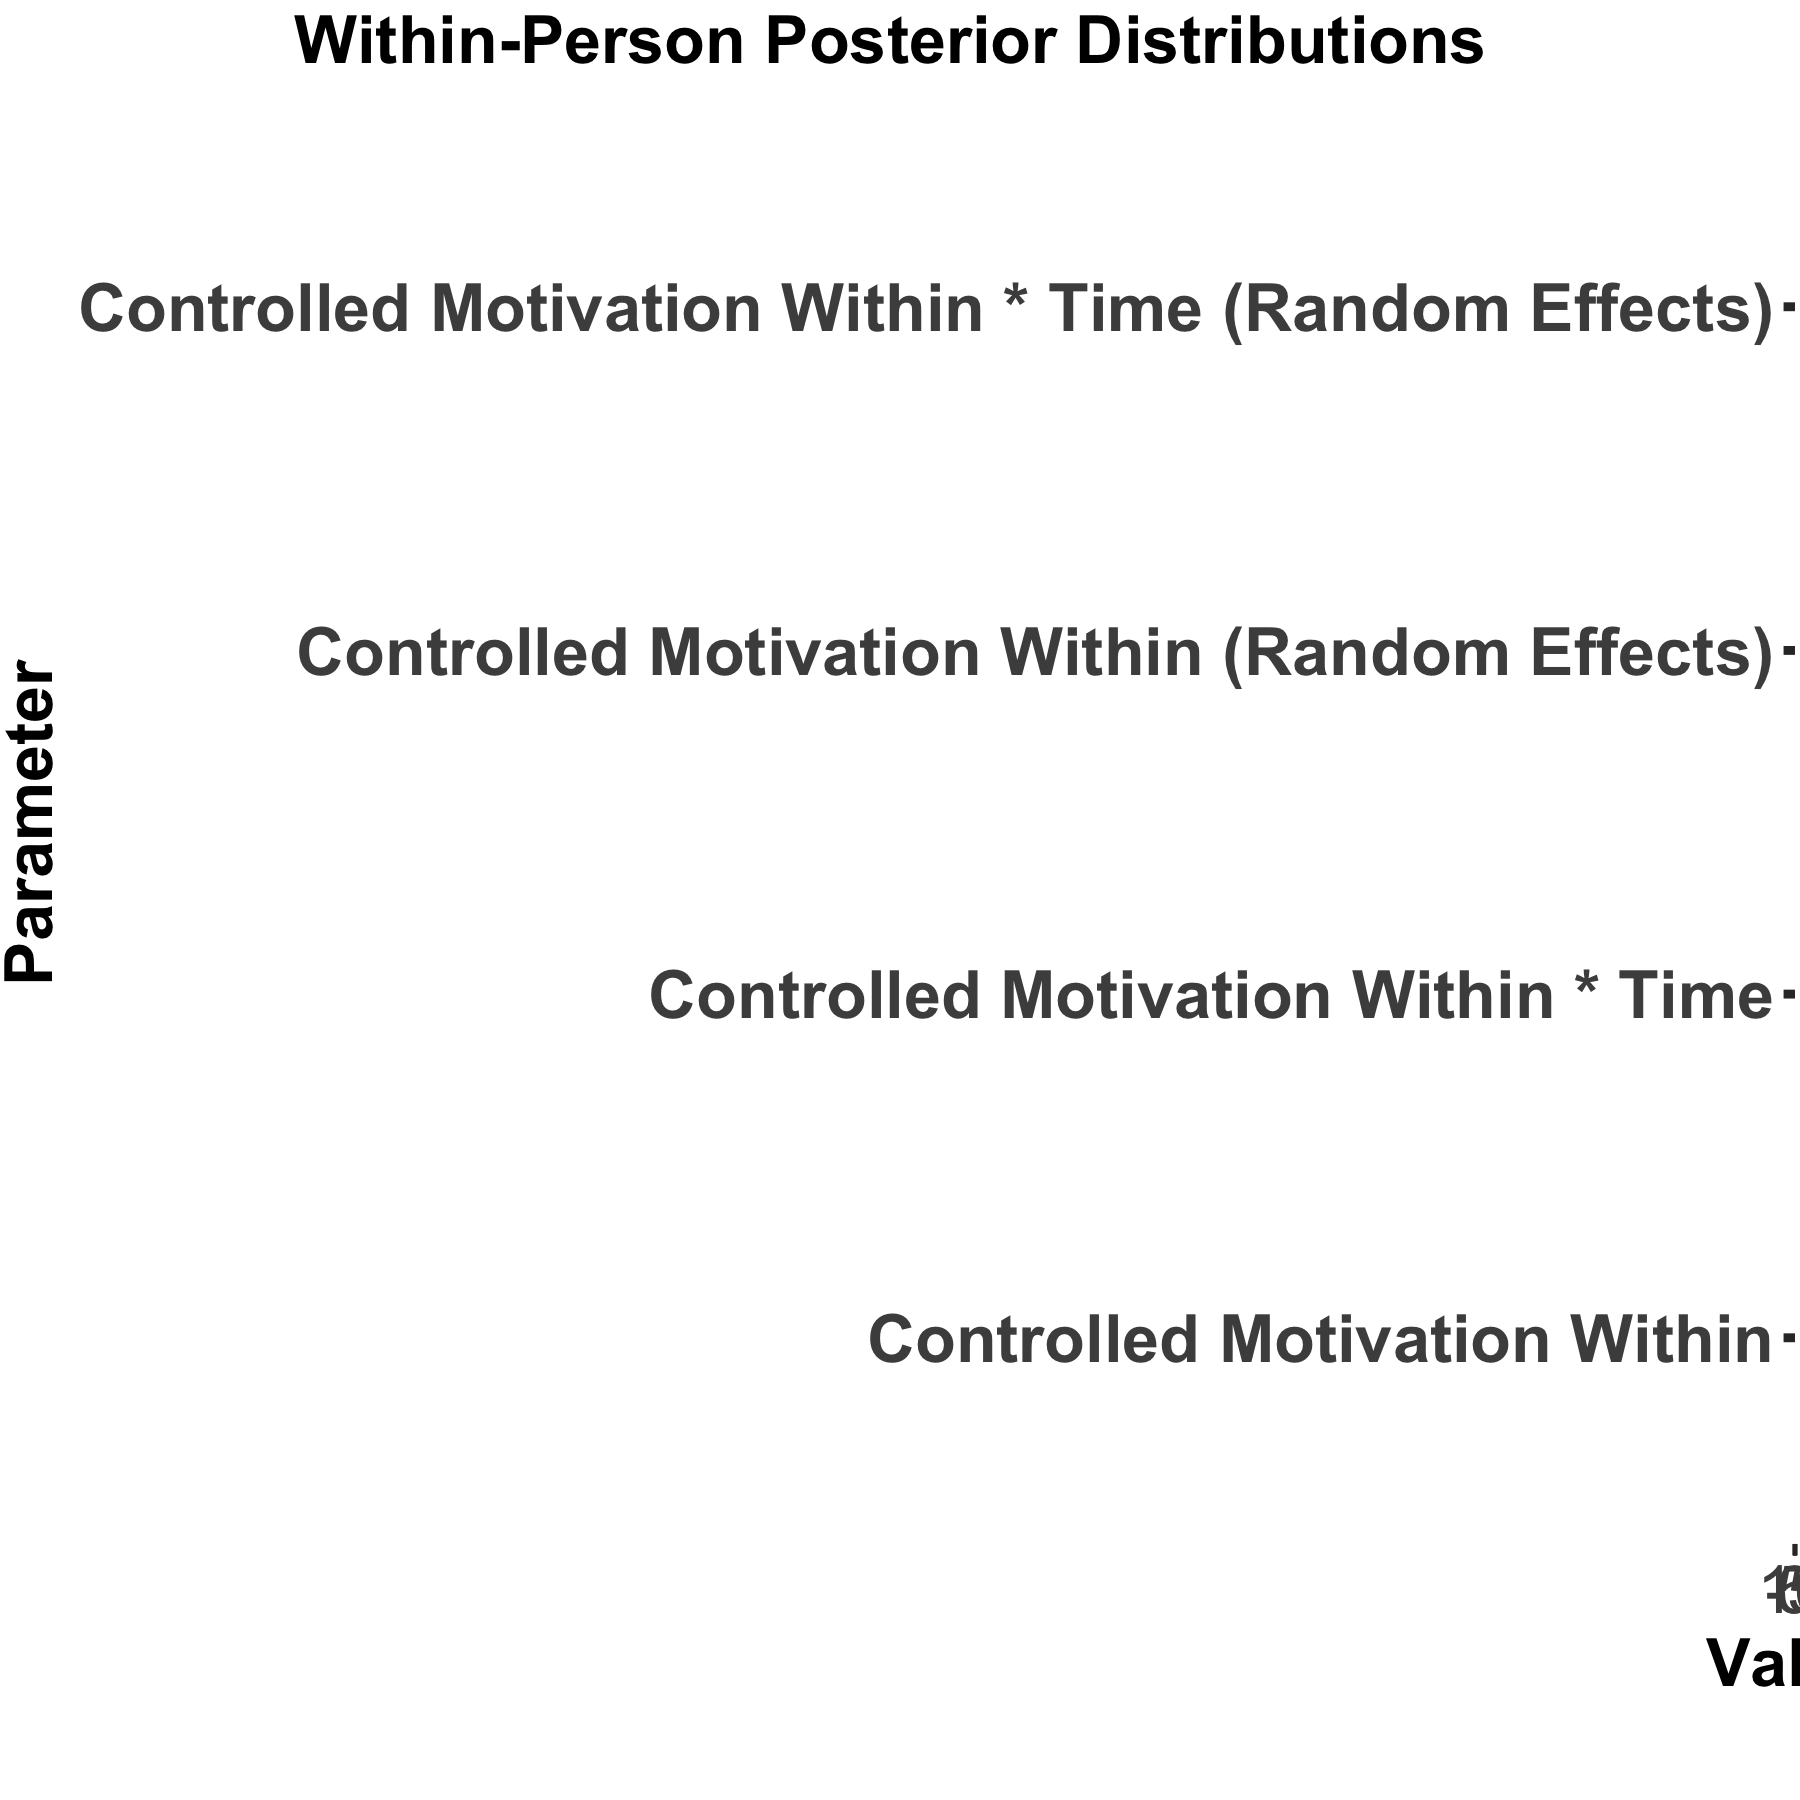 Within-Person Posterior Distributions
Controlled Motivation Within * Time (Random Effects)
Controlled Motivation Within (Random Effects)
Parameter
Controlled Motivation Within * Time
Controlled Motivation Within
Val